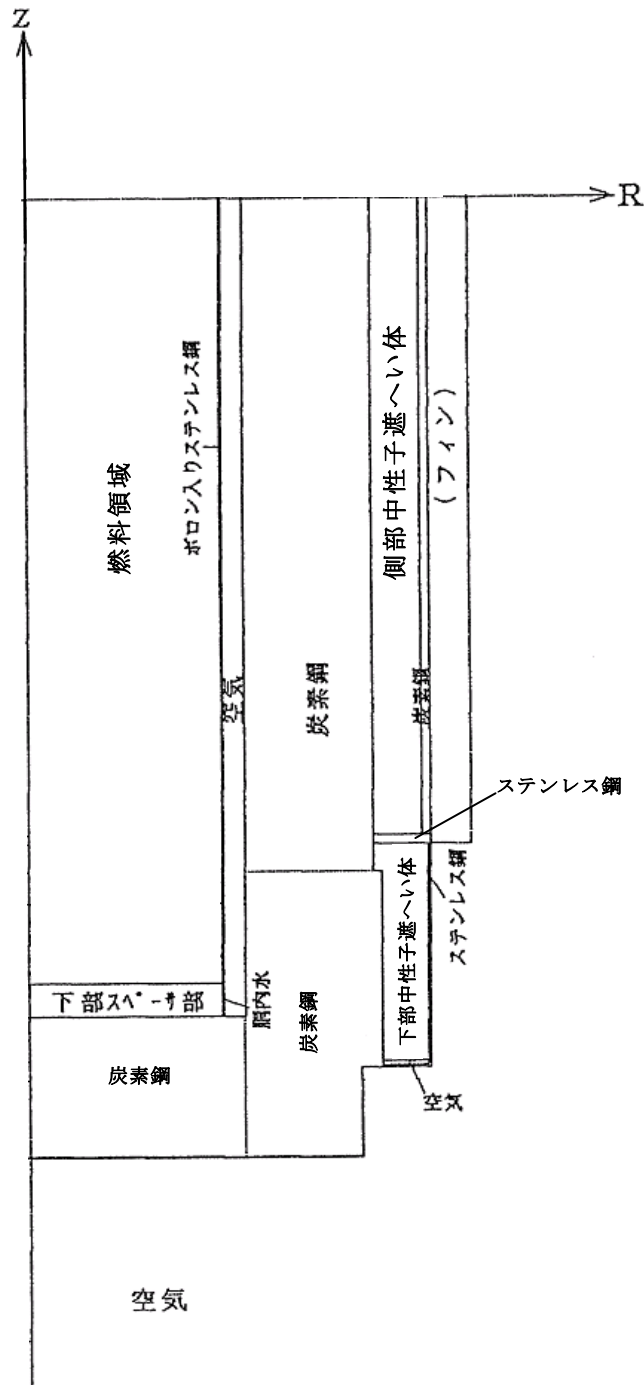 Z
R
燃料領域
ボロン入りステンレス鋼
空気
炭素鋼
側部中性子遮へい体
炭素鋼
(フィン)
ステンレス鋼
下部中性子遮へい体
ステンレス鋼
下部スペーサ部
胴内水
炭素鋼
炭素鋼
空気
空気